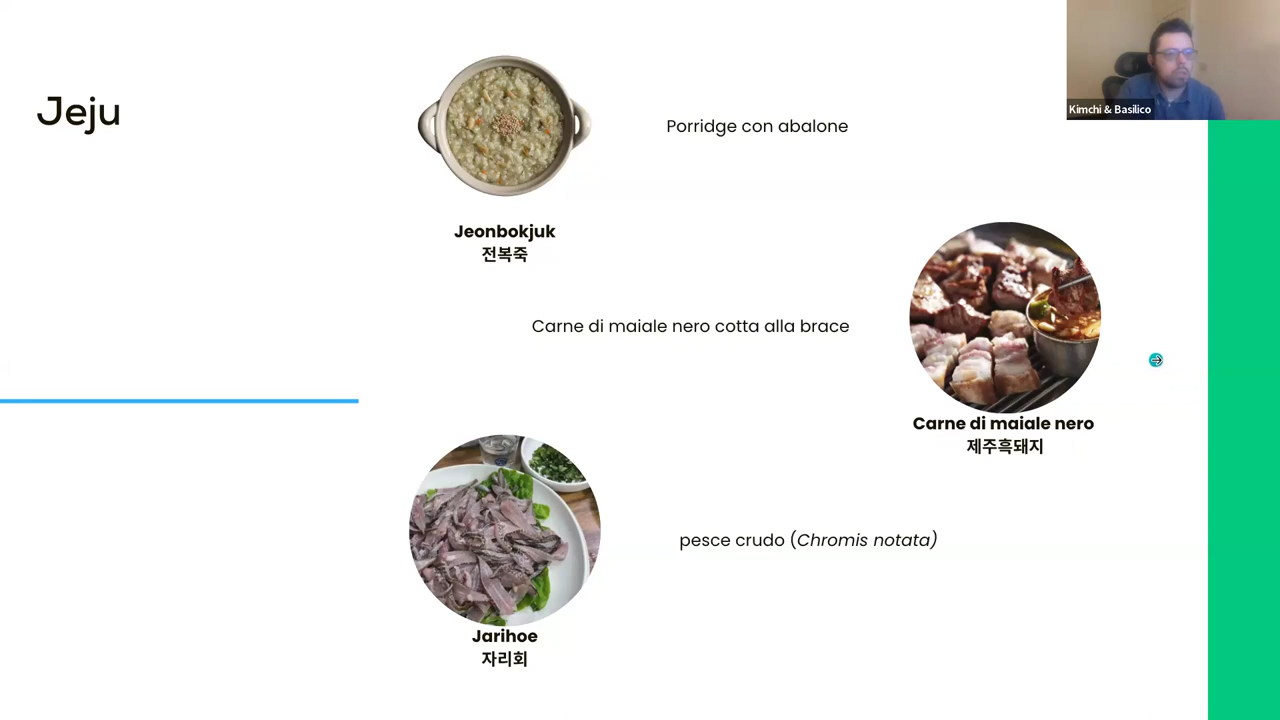 Jeju
Kimchi & Basilico
Porridge con abalone
Jeonbokjuk
전복죽
Carne di maiale nero cotta alla brace
Carne di maiale nero
제주흑돼지
pesce crudo (Chromis notata)
Jarihoe
자리회